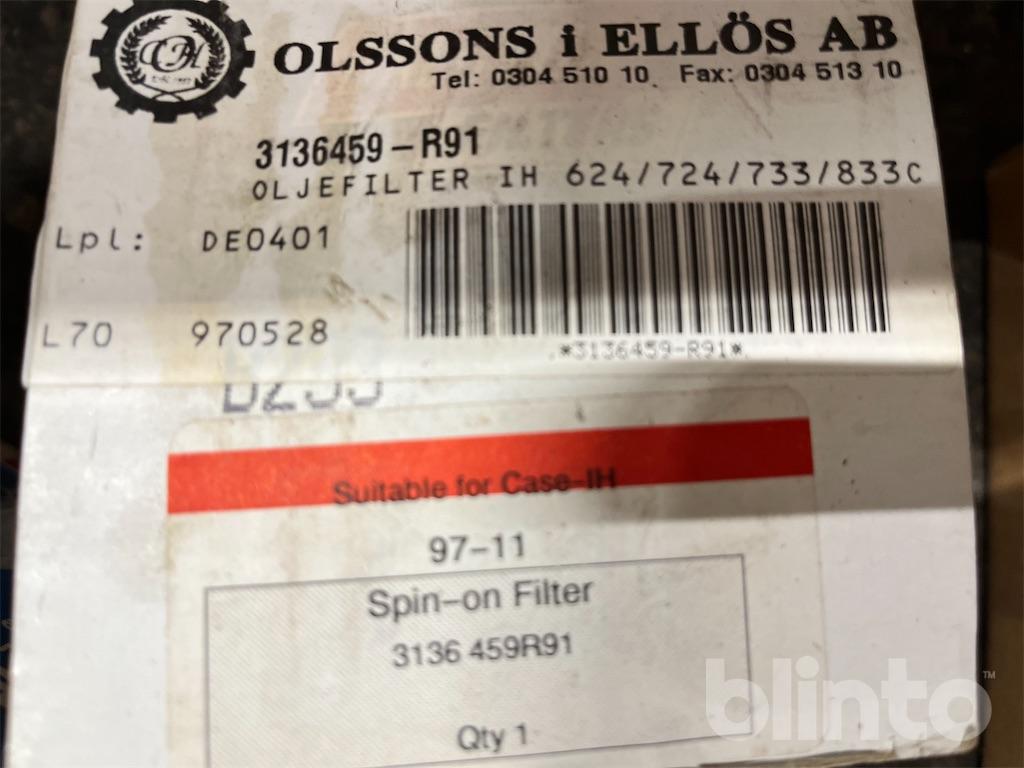 OLSSONS i ELLÖS AB
Tel: 0304 510 10. Fax: 0304 513 10
3136459-R91
OLJEFILTER IH 624/724/733/833C
Lpl: DE0401
L70 970528
*3136459-R91*
Suitable for Case-IH
97-11
Spin-on Filter
3136 459R91
Qty 1
blinto™